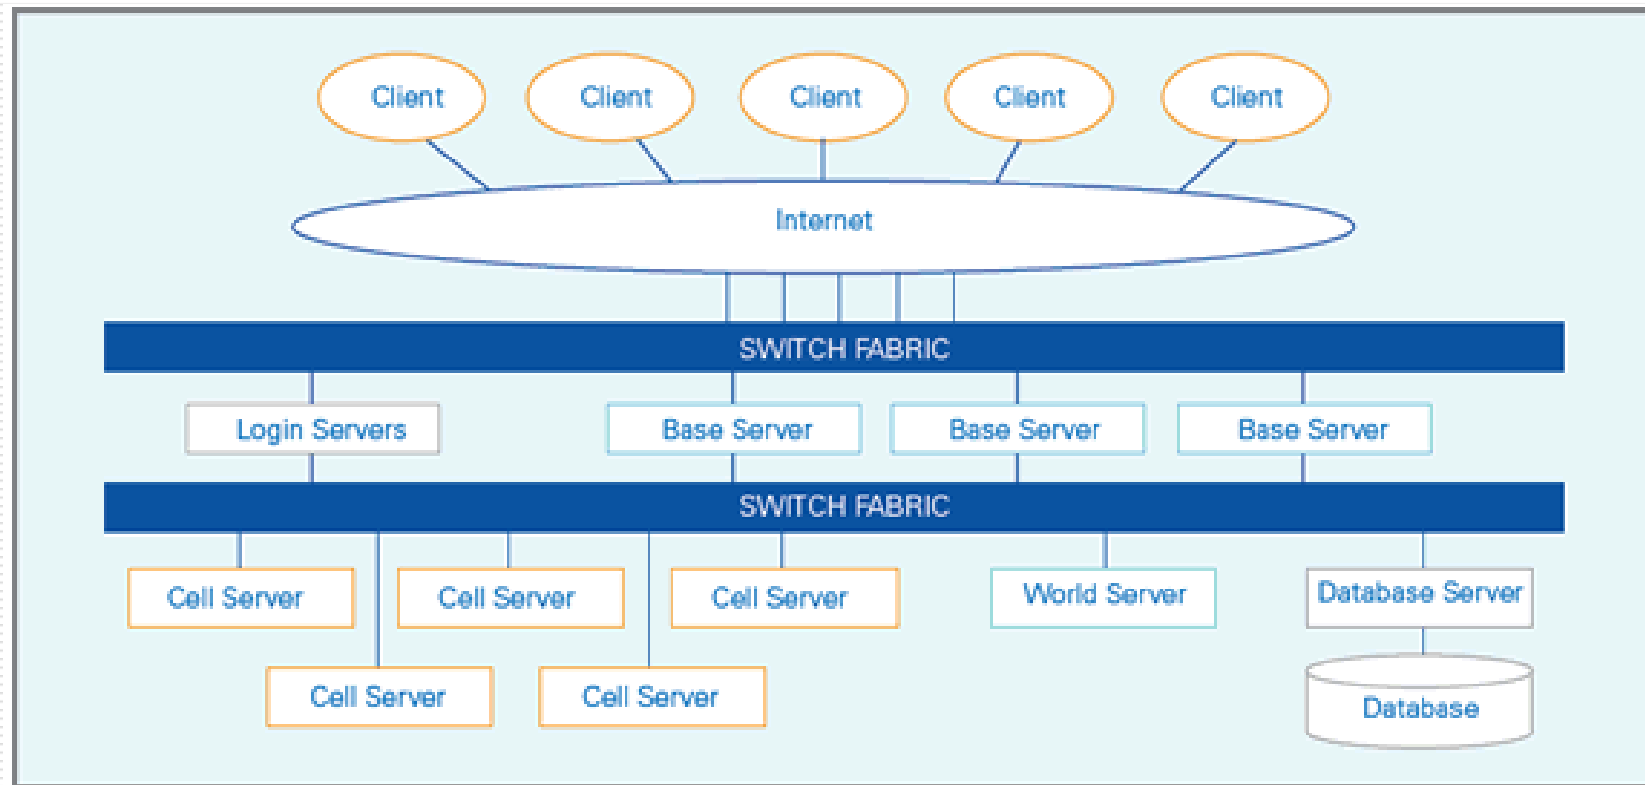 Client
Client
Client
Client
Client
Internet
SWITCH FABRIC
Login Servers
Base Server
Base Server
Base Server
SWITCH FABRIC
Cell Server
Cell Server
Cell Server
World Server
Database Server
Cell Server
Cell Server
Database